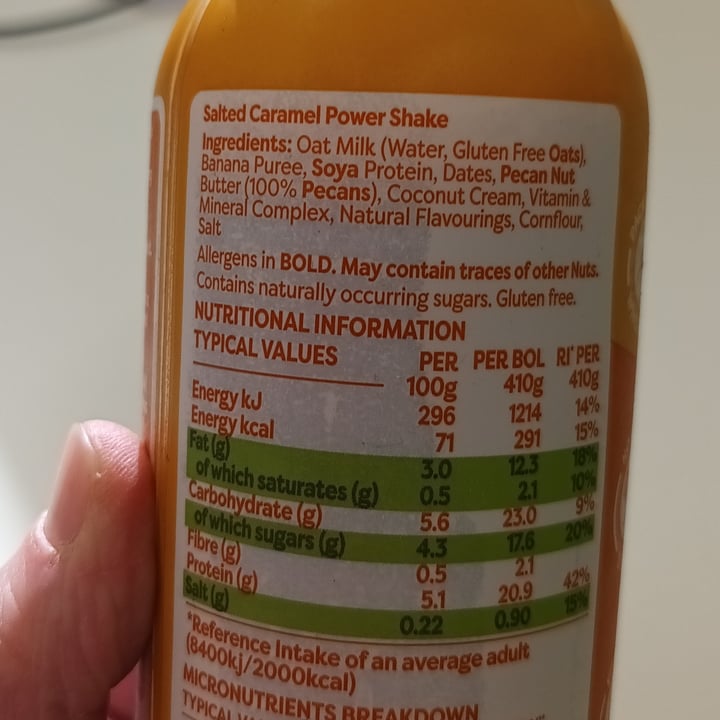 Salted Caramel Power Shake
Ingredients: Oat Milk (Water, Gluten Free Oats),
Banana Puree, Soya Protein, Dates, Pecan Nut
Butter (100% Pecans), Coconut Cream, Vitamin &
Mineral Complex, Natural Flavourings, Cornflour,
Salt
Allergens in BOLD. May contain traces of other Nuts.
Contains naturally occurring sugars. Gluten free.
NUTRITIONAL INFORMATION
TYPICAL VALUES PER 100g PER BOL 410g RI* PER 410g
Energy kJ 296 1214 14%
Energy kcal 71 291 15%
Fat (g) 3.0 12.3 18%
of which saturates (g) 0.5 2.1 10%
Carbohydrate (g) 5.6 23.0 9%
of which sugars (g) 4.3 17.6 20%
Fibre (g) 0.5 2.1
Protein (g) 5.1 20.9 42%
Salt (g) 0.22 0.90 15%
*Reference Intake of an average adult
(8400kj/2000kcal)
MICRONUTRIENTS BREAKDOWN
TYPICAL